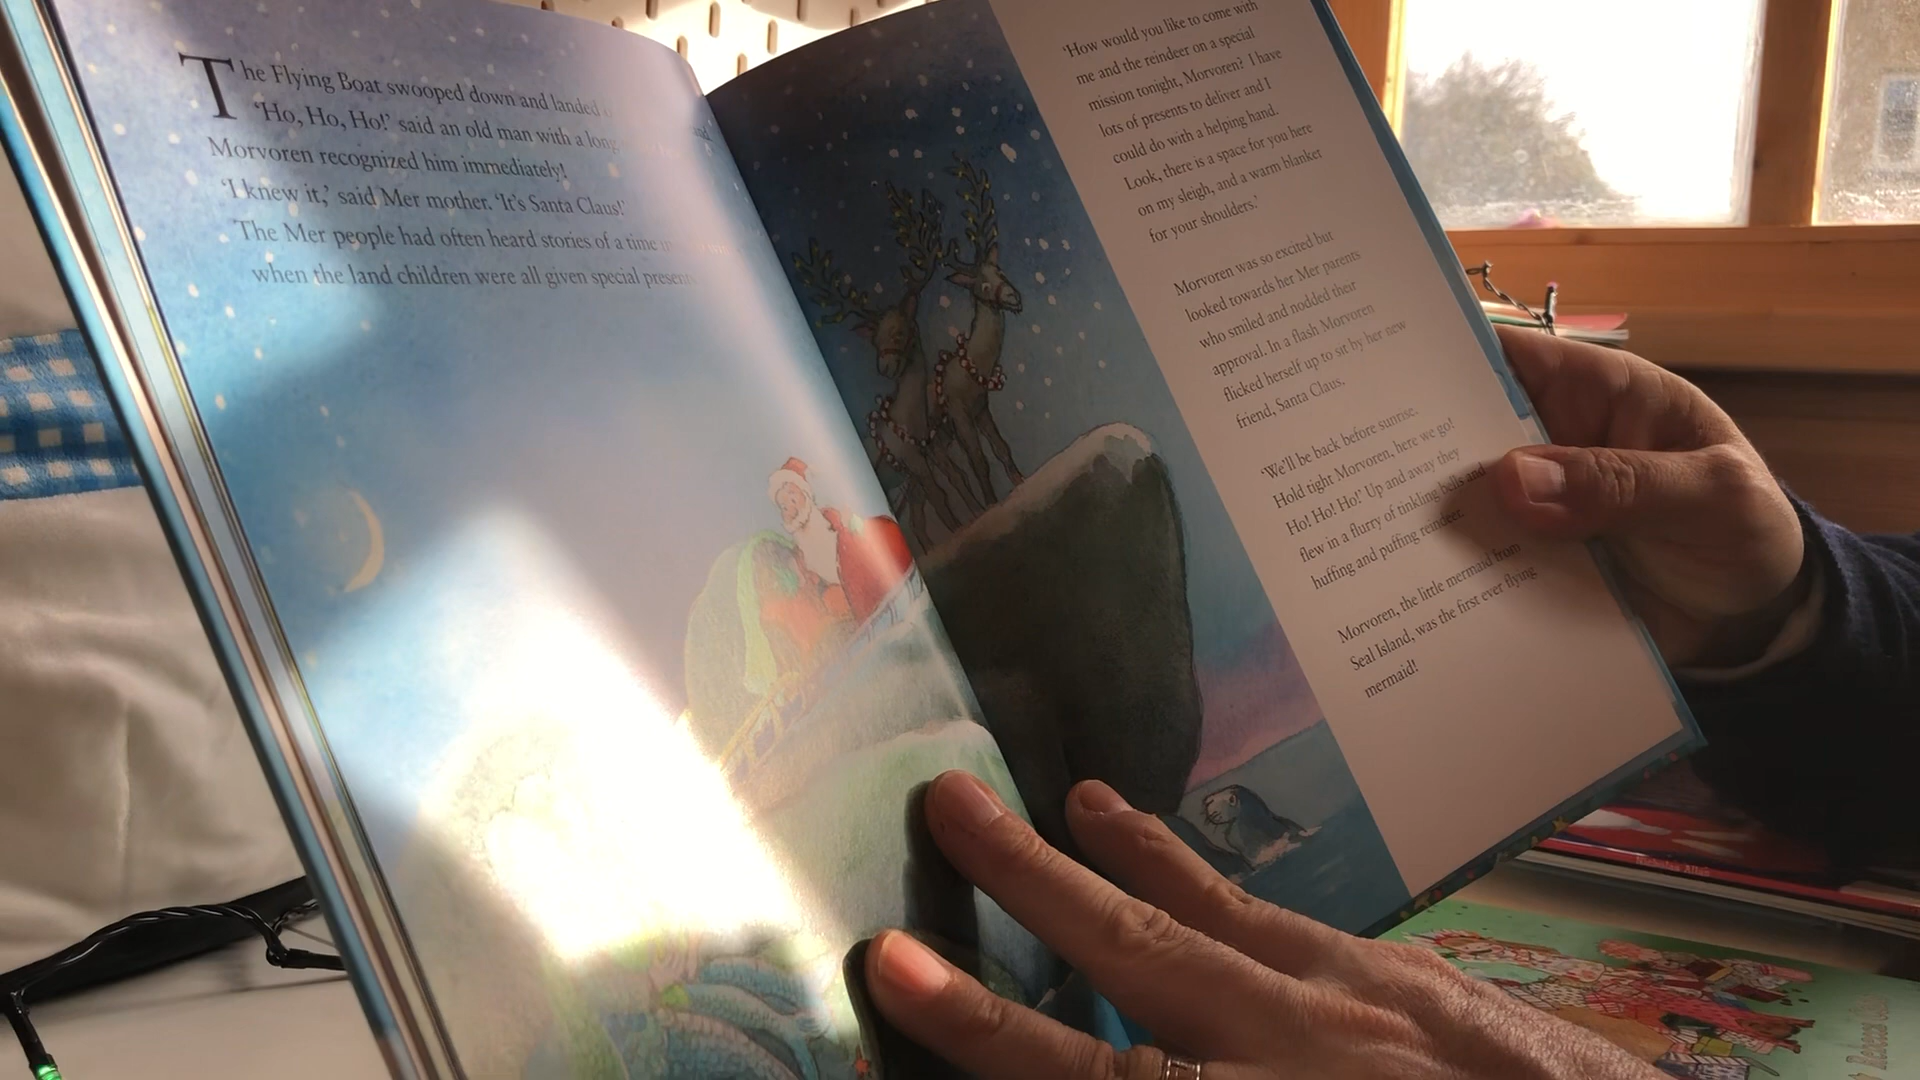 The Flying Boat swooped down and landed
'Ho, Ho, Ho!' said an old man with a long
Morvoren recognized him immediately!
'I knew it,' said Mer mother. 'It's Santa Claus!'
The Mer people had often heard stories of a time
when the land children were all given special presents
'How would you like to come with
me and the reindeer on a special
mission tonight, Morvoren? I have
lots of presents to deliver and I
could do with a helping hand.
Look, there is a space for you here
on my sleigh, and a warm blanket
for your shoulders.'
Morvoren was so excited but
looked towards her Mer parents
who smiled and nodded their
approval. In a flash Morvoren
flicked herself up to sit by her new
friend, Santa Claus.
'We'll be back before sunrise.
Hold tight Morvoren, here we go!
Ho! Ho! Ho!' Up and away they
flew in a flurry of tinkling bells and
huffing and puffing reindeer.
Morvoren, the little mermaid from
Seal Island, was the first ever flying
mermaid!
Nicholas Allan
Rebecca